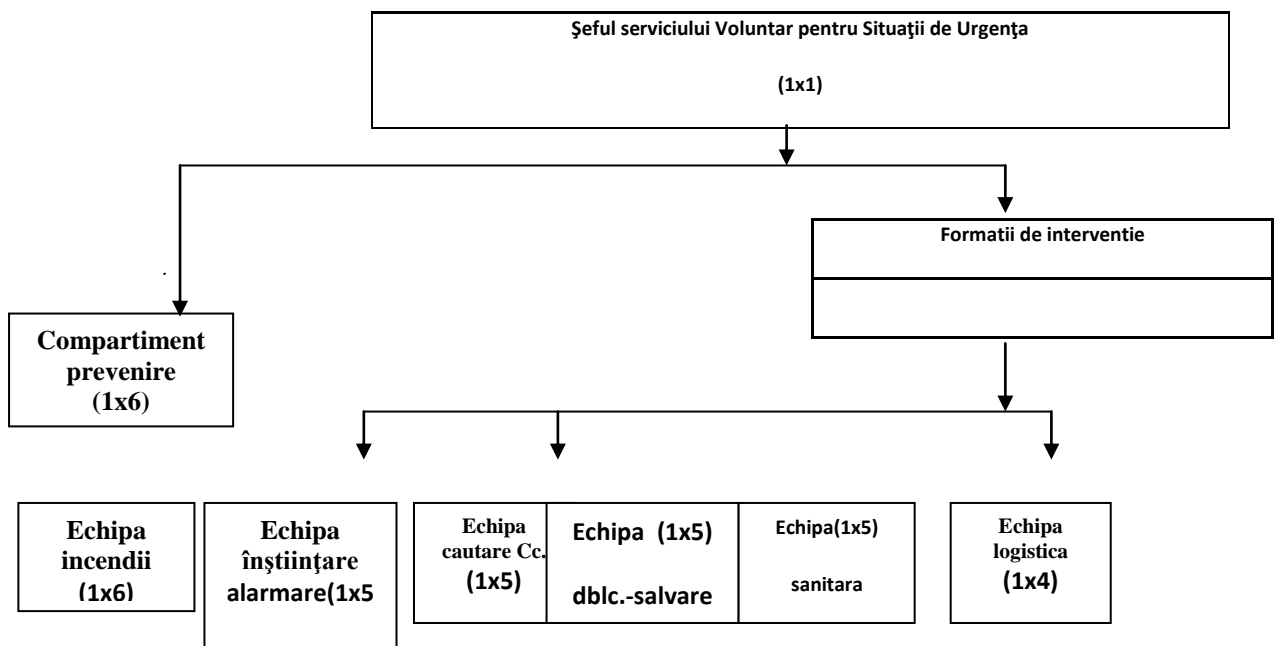 Şeful serviciului Voluntar pentru Situaţii de Urgenţa
(1x1)
Formatii de interventie
Compartiment
prevenire
(1x6)
Echipa
incendii
(1x6)
Echipa
înştiinţare
alarmare(1x5
Echipa
cautare Cc.
(1x5)
Echipa (1x5)
dblc.-salvare
Echipa(1x5)
sanitara
Echipa
logistica
(1x4)